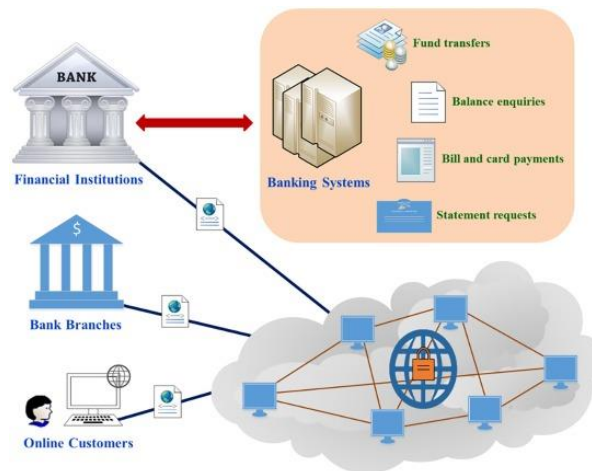 BANK
Financial Institutions
Banking Systems
Fund transfers
Balance enquiries
Bill and card payments
Statement requests
$
Bank Branches
Online Customers